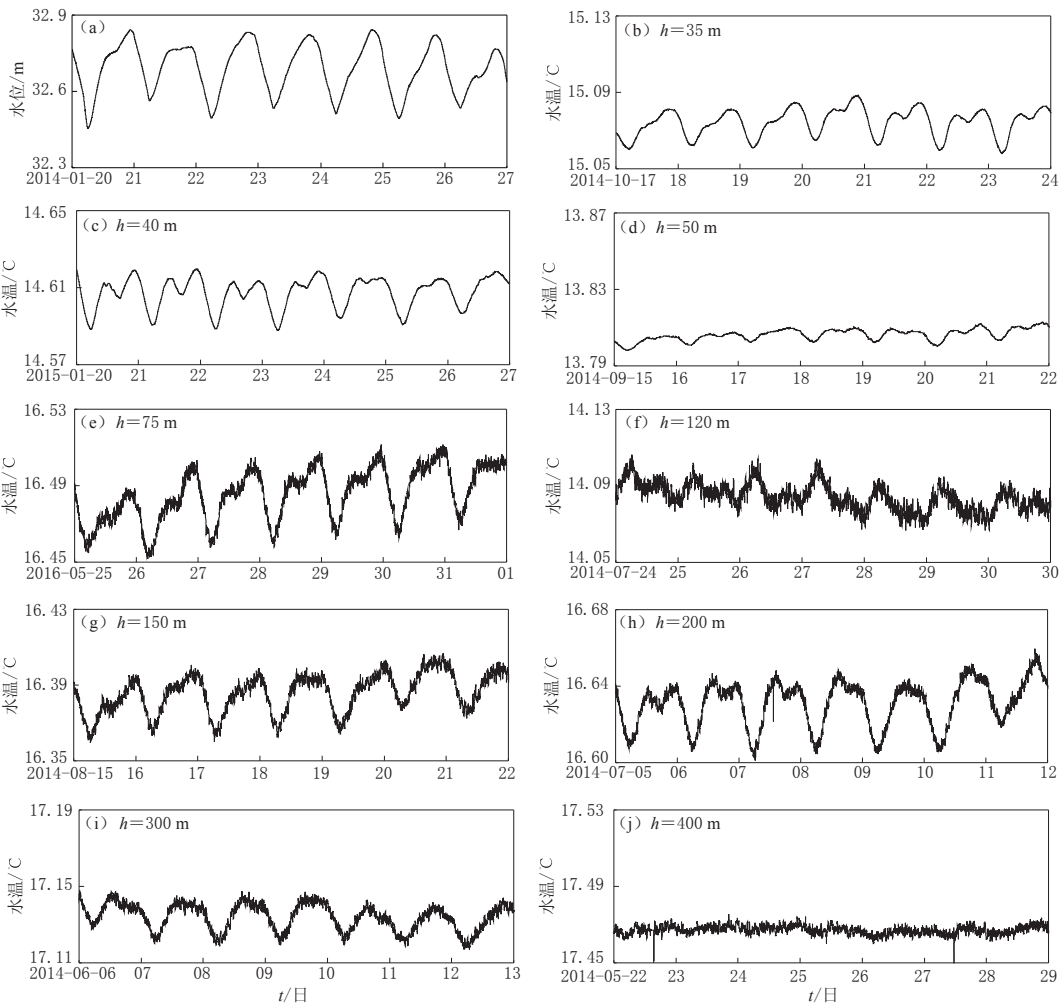 (a)
水位/m
32.9
32.6
32.3
2014-01-20 21 22 23 24 25 26 27
(b) h=35 m
水温/℃
15.13
15.09
15.05
2014-10-17 18 19 20 21 22 23 24
(c) h=40 m
水温/℃
14.65
14.61
14.57
2015-01-20 21 22 23 24 25 26 27
(d) h=50 m
水温/℃
13.87
13.83
13.79
2014-09-15 16 17 18 19 20 21 22
(e) h=75 m
水温/℃
16.53
16.49
16.45
2016-05-25 26 27 28 29 30 31 01
(f) h=120 m
水温/℃
14.13
14.09
14.05
2014-07-24 25 26 27 28 29 30 30
(g) h=150 m
水温/℃
16.43
16.39
16.35
2014-08-15 16 17 18 19 20 21 22
(h) h=200 m
水温/℃
16.68
16.64
16.60
2014-07-05 06 07 08 09 10 11 12
(i) h=300 m
水温/℃
17.19
17.15
17.11
2014-06-06 07 08 09 10 11 12 13
t/日
(j) h=400 m
水温/℃
17.53
17.49
17.45
2014-05-22 23 24 25 26 27 28 29
t/日